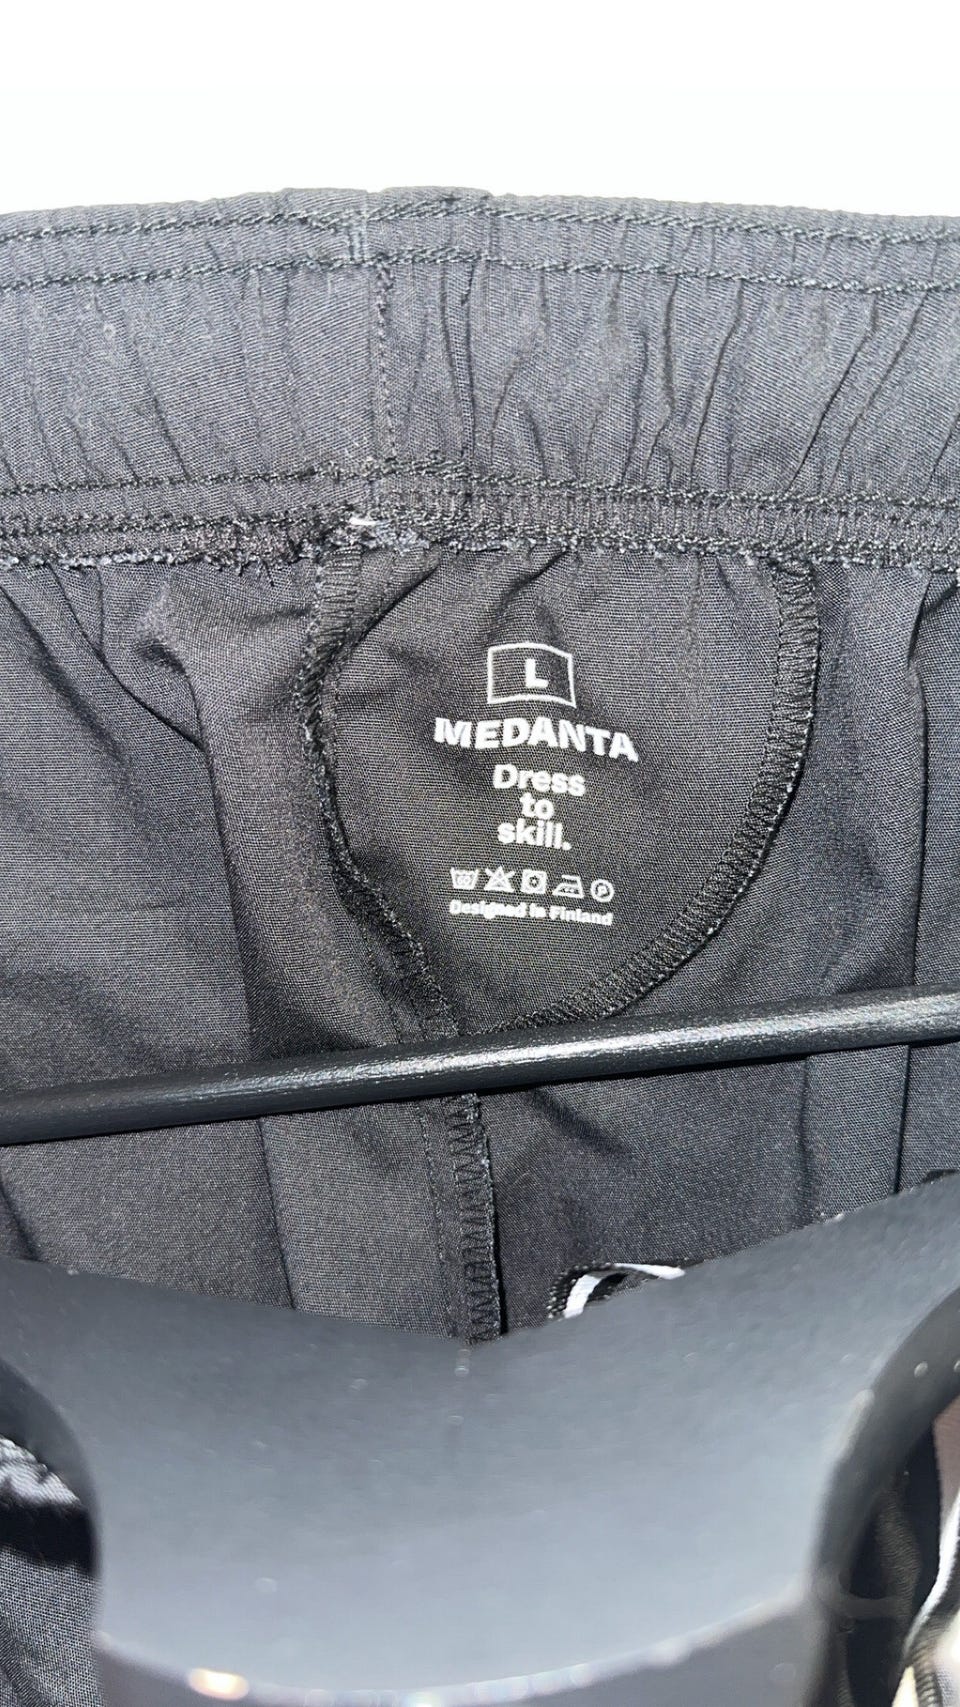 L
MEDANTA
Dress
to
skill.
P
Designed in Finland